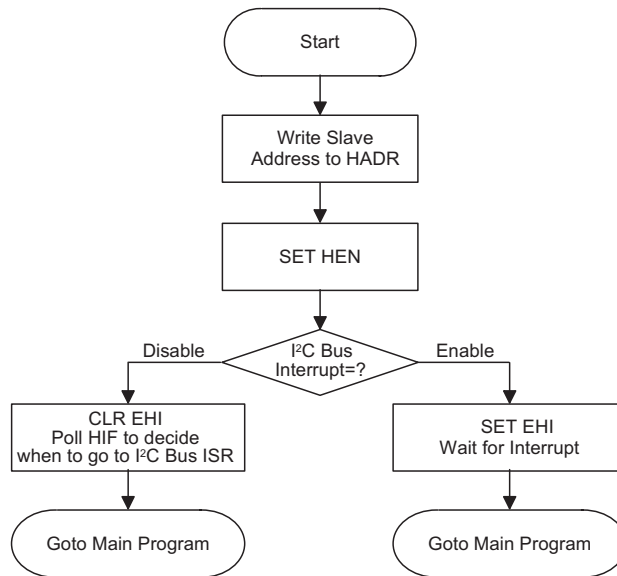 Start
Write Slave
Address to HADR
SET HEN
I²C Bus
Interrupt=?
Disable
Enable
CLR EHI
Poll HIF to decide
when to go to I²C Bus ISR
SET EHI
Wait for Interrupt
Goto Main Program
Goto Main Program